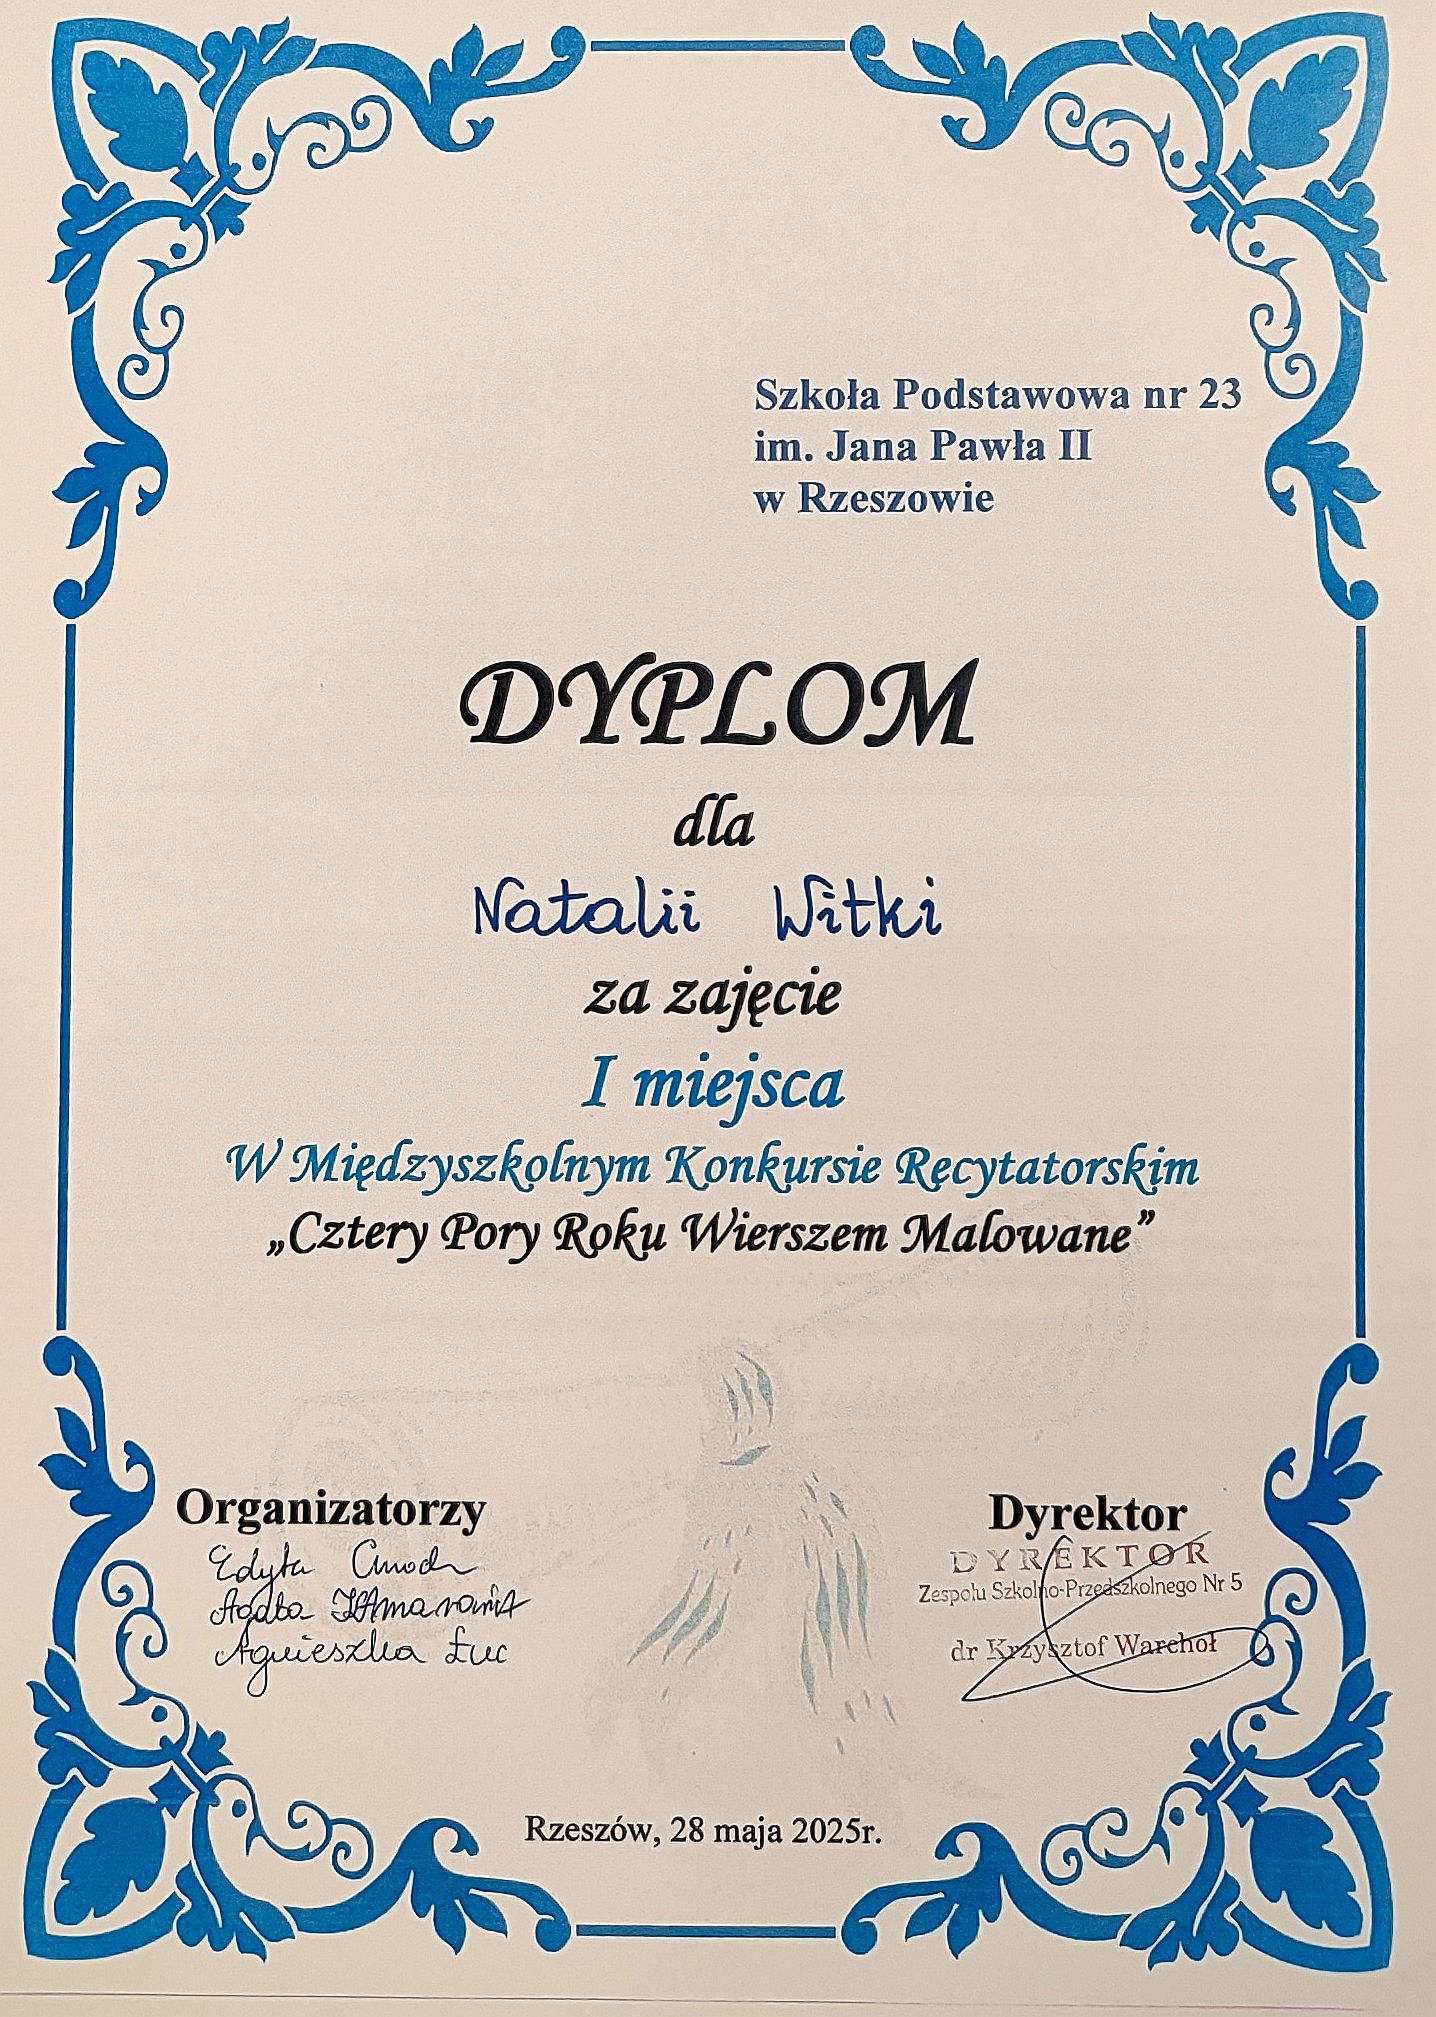 Szkoła Podstawowa nr 23
im. Jana Pawła II
w Rzeszowie
DYPLOM
dla
Natalii Witki
za zajęcie
I miejsca
W Międzyszkolnym Konkursie Recytatorskim
„Cztery Pory Roku Wierszem Malowane”
Organizatorzy
Edyta
Agata
Agnieszka Łuc
Dyrektor
DYREKTOR
Zespołu Szkolno-Przedszkolnego Nr 5
dr Krzysztof Warchoł
Rzeszów, 28 maja 2025r.